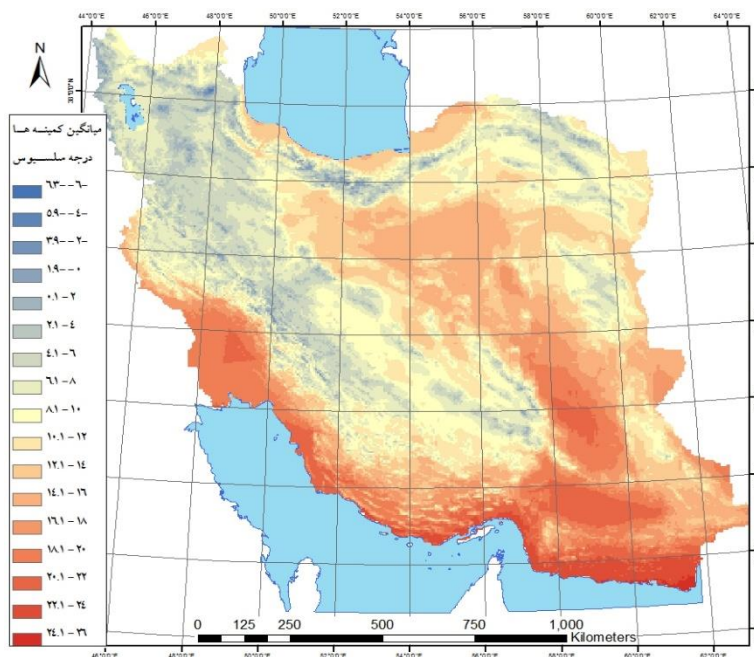 44°0'0" 46°0'0" 48°0'0" 50°0'0" 52°0'0" 54°0'0" 56°0'0" 58°0'0" 60°0'0" 62°0'0" 64°0'0"
N
میانگین کمینه ها
درجه سلسیوس
۶.۳ - -۶-
۵.۹ - -۴-
۳.۹ - -۲-
۱.۹ - ۰-
۰.۱ - ۲
۲.۱ - ۴
۴.۱ - ۶
۶.۱ - ۸
۸.۱ - ۱۰
۱۰.۱ - ۱۲
۱۲.۱ - ۱۴
۱۴.۱ - ۱۶
۱۶.۱ - ۱۸
۱۸.۱ - ۲۰
۲۰.۱ - ۲۲
۲۲.۱ - ۲۴
۲۴.۱ - ۲۶
0 125 250 500 750 1,000
Kilometers